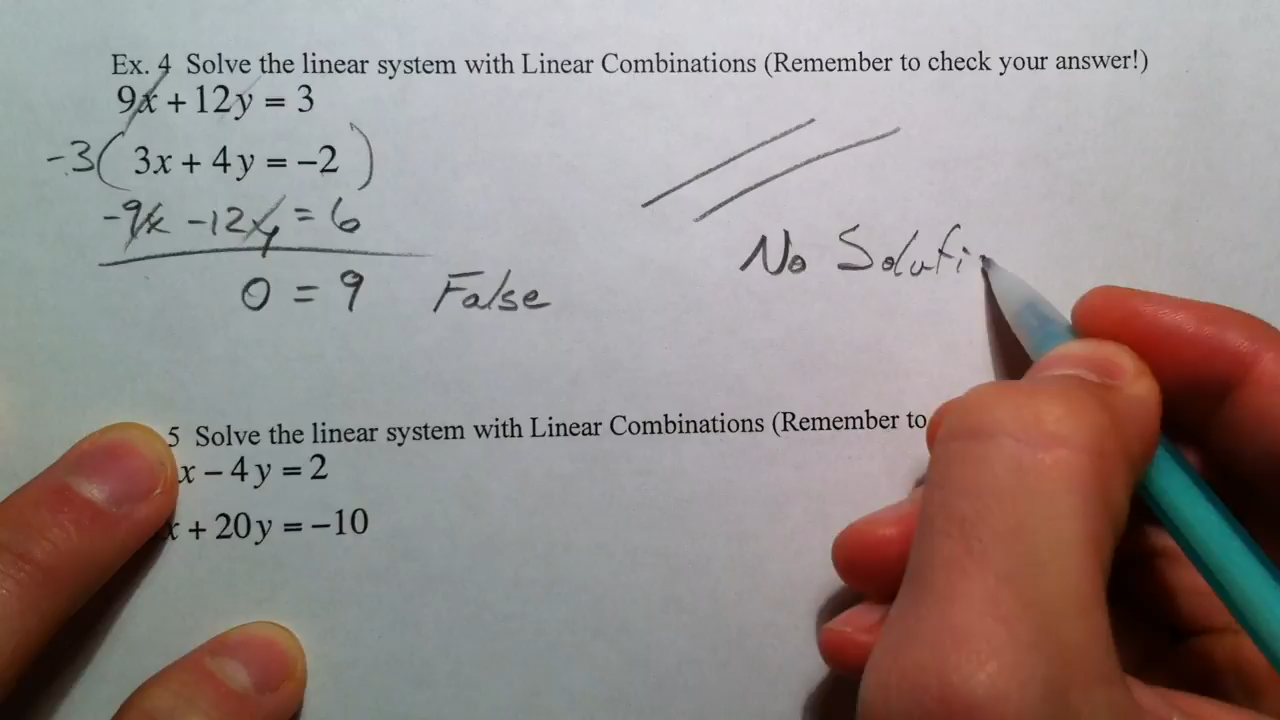 Ex. 4 Solve the linear system with Linear Combinations (Remember to check your answer!)
9x + 12y = 3
-3( 3x + 4y = −2 )
-9x -12y = 6
0 = 9 False
No Soluti
5 Solve the linear system with Linear Combinations (Remember to
x − 4y = 2
x + 20y = −10